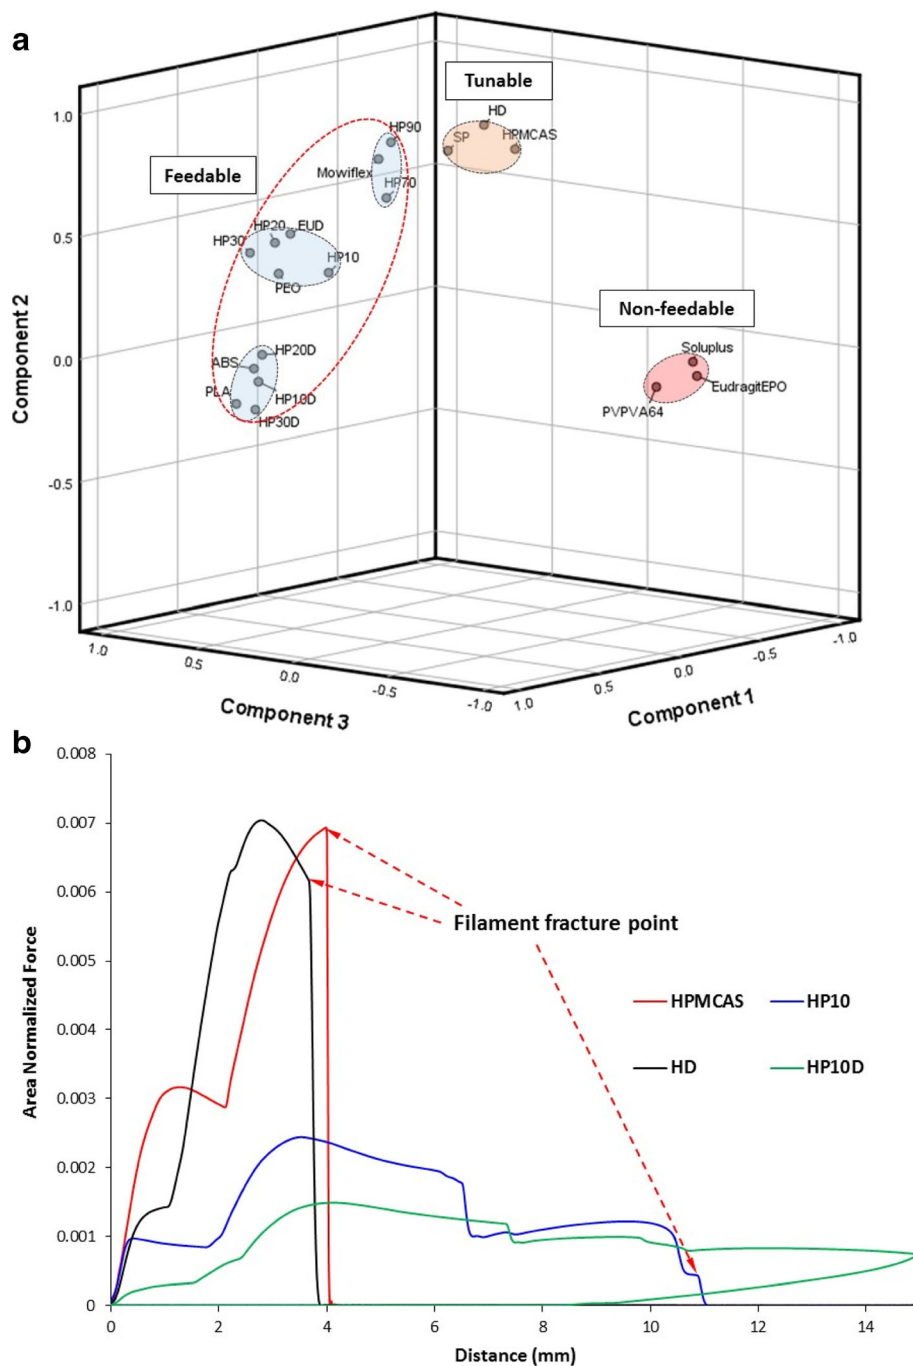 a
Tunable
HD
SP
HPMCAS
HP90
Mowiflex
HP70
Feedable
HP20
EUD
HP30
HP10
PEO
HP20D
ABS
PLA
HP10D
HP30D
Non-feedable
Soluplus
EudragitEPO
PVPVA64
1.0
0.5
0.0
-0.5
-1.0
Component 2
1.0
0.5
0.0
-0.5
-1.0
Component 3
1.0
0.5
0.0
-0.5
-1.0
Component 1
b
0.008
0.007
0.006
0.005
0.004
0.003
0.002
0.001
0
Area Normalized Force
Filament fracture point
HPMCAS
HP10
HD
HP10D
0 2 4 6 8 10 12 14
Distance (mm)